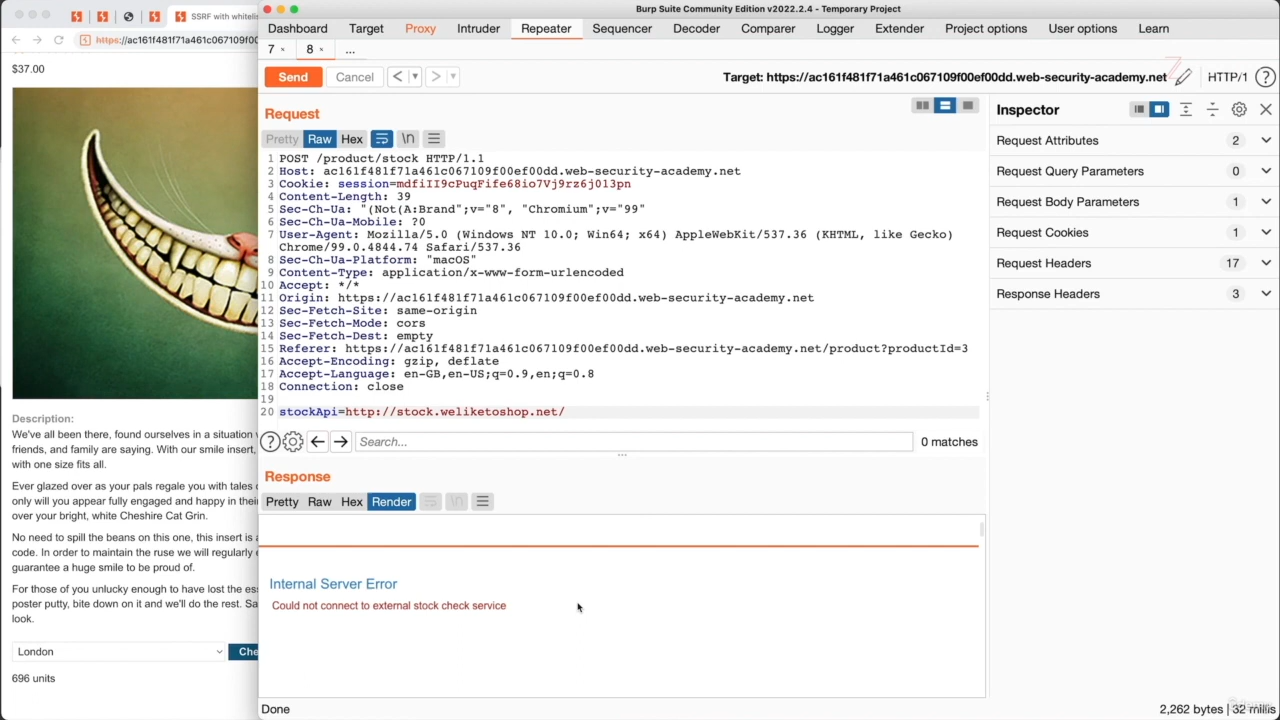 SSRF with whitelis
https://ac161f481f71a461c067109f0
$37.00
Description:
We've all been there, found ourselves in a situation
friends, and family are saying. With our smile insert,
with one size fits all.
Ever glazed over as your pals regale you with tales
only will you appear fully engaged and happy in thei
over your bright, white Cheshire Cat Grin.
No need to spill the beans on this one, this insert is
code. In order to maintain the ruse we will regularly
guarantee a huge smile to be proud of.
For those of you unlucky enough to have lost the es
poster putty, bite down on it and we'll do the rest. Sa
look.
London
Che
696 units
Burp Suite Community Edition v2022.2.4 - Temporary Project
Dashboard Target Proxy Intruder Repeater Sequencer Decoder Comparer Logger Extender Project options User options Learn
7 × 8 × ...
Send Cancel < > Target: https://ac161f481f71a461c067109f00ef00dd.web-security-academy.net HTTP/1 ?
Request
Pretty Raw Hex \n
1 POST /product/stock HTTP/1.1
2 Host: ac161f481f71a461c067109f00ef00dd.web-security-academy.net
3 Cookie: session=mdfiII9cPuqFife68io7Vj9rz6j013pn
4 Content-Length: 39
5 Sec-Ch-Ua: "(Not(A:Brand";v="8", "Chromium";v="99"
6 Sec-Ch-Ua-Mobile: ?0
7 User-Agent: Mozilla/5.0 (Windows NT 10.0; Win64; x64) AppleWebKit/537.36 (KHTML, like Gecko)
Chrome/99.0.4844.74 Safari/537.36
8 Sec-Ch-Ua-Platform: "macOS"
9 Content-Type: application/x-www-form-urlencoded
10 Accept: */*
11 Origin: https://ac161f481f71a461c067109f00ef00dd.web-security-academy.net
12 Sec-Fetch-Site: same-origin
13 Sec-Fetch-Mode: cors
14 Sec-Fetch-Dest: empty
15 Referer: https://ac161f481f71a461c067109f00ef00dd.web-security-academy.net/product?productId=3
16 Accept-Encoding: gzip, deflate
17 Accept-Language: en-GB,en-US;q=0.9,en;q=0.8
18 Connection: close
19
20 stockApi=http://stock.weliketoshop.net/
? Search... 0 matches
Response
Pretty Raw Hex Render \n
Internal Server Error
Could not connect to external stock check service
Done
2,262 bytes | 32 millis
Inspector
Request Attributes 2
Request Query Parameters 0
Request Body Parameters 1
Request Cookies 1
Request Headers 17
Response Headers 3